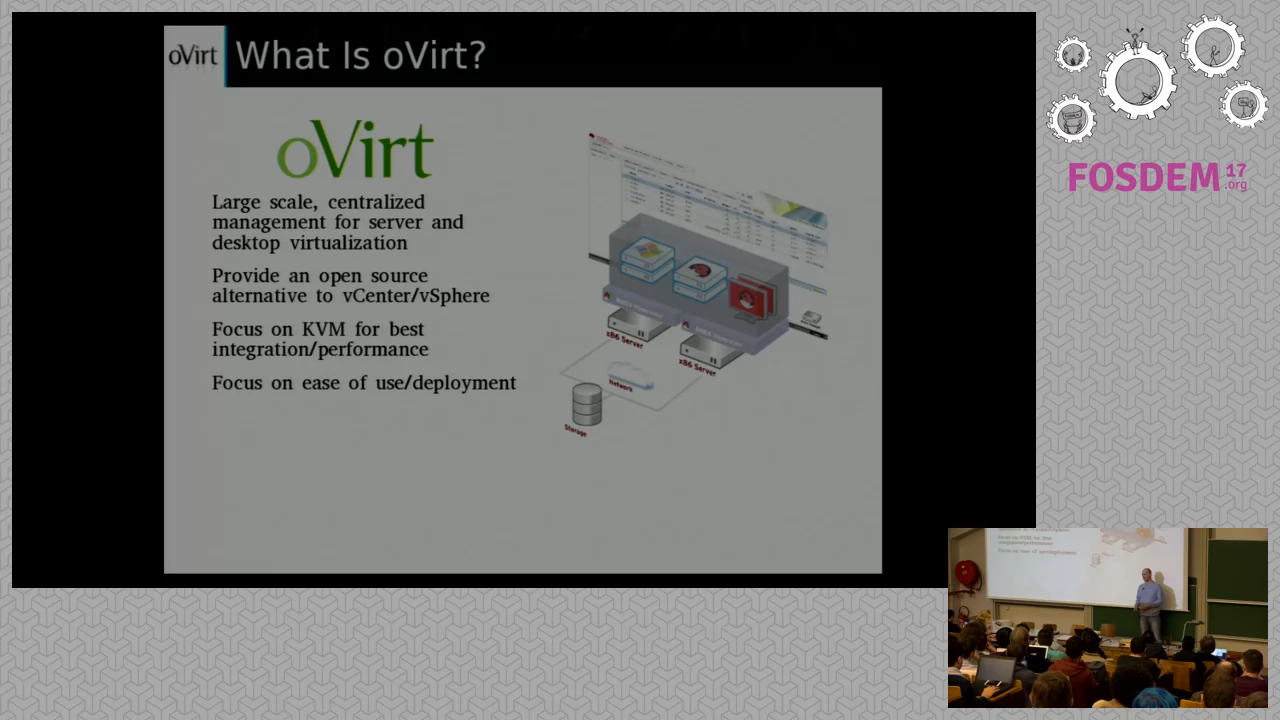 oVirt
What Is oVirt?
oVirt
Large scale, centralized
management for server and
desktop virtualization
Provide an open source
alternative to vCenter/vSphere
Focus on KVM for best
integration/performance
Focus on ease of use/deployment
x86 Server
x86 Server
Network
Storage
FOSDEM 17
.org